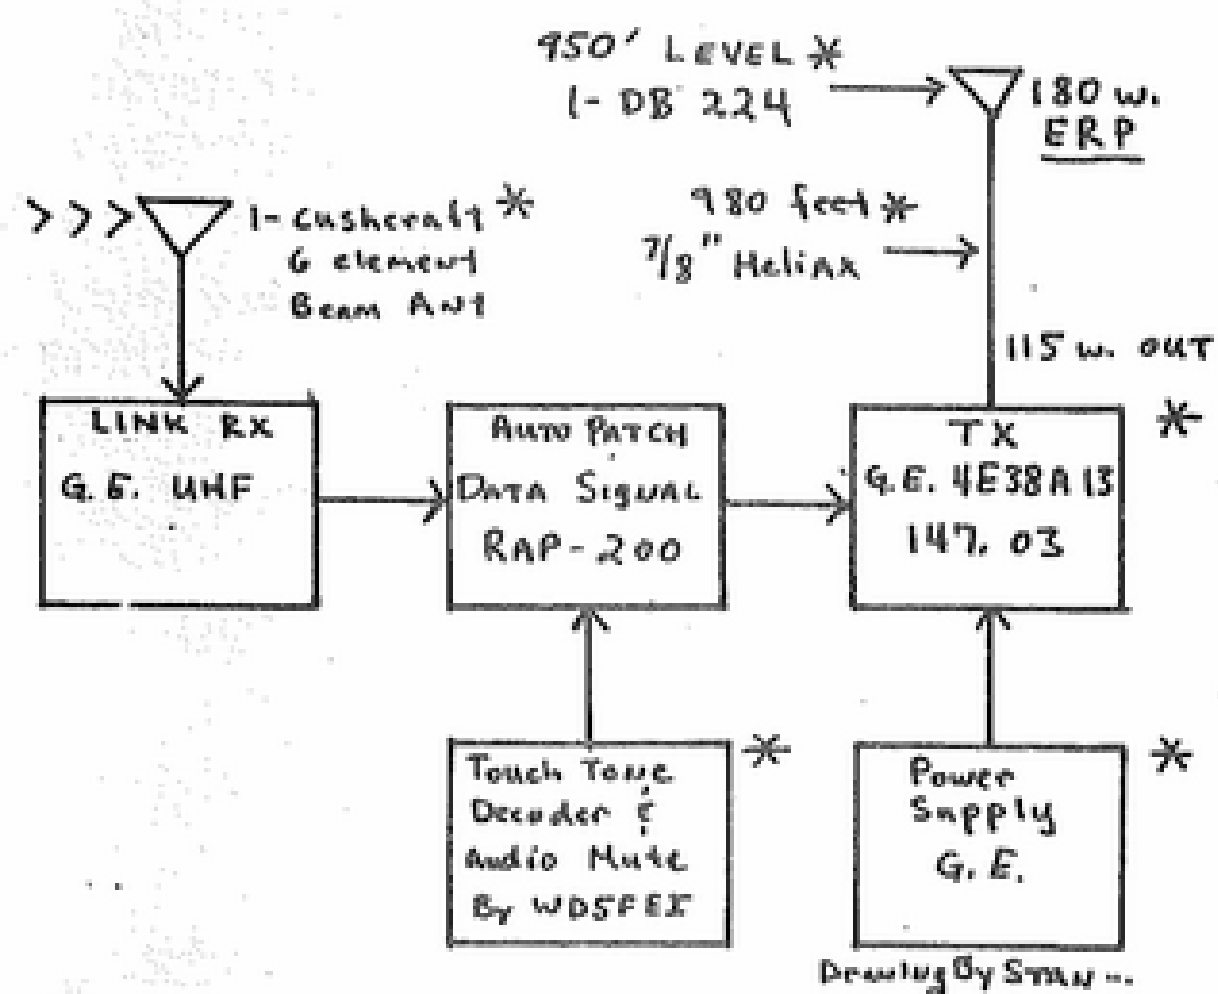 950' LEVEL *
1- DB 224
180 w.
ERP
1- Cushcraft *
6 element
Beam Ant
980 feet *
7/8" Heliax
115 w. OUT
LINK RX
G.E. UHF
AUTO PATCH
DATA SIGNAL
RAP-200
TX *
G.E. 4E38A13
147.03
Touch Tone *
Decoder &
Audio Mute
By WD5FEX
Power *
Supply
G.E.
Drawing By STAN ...